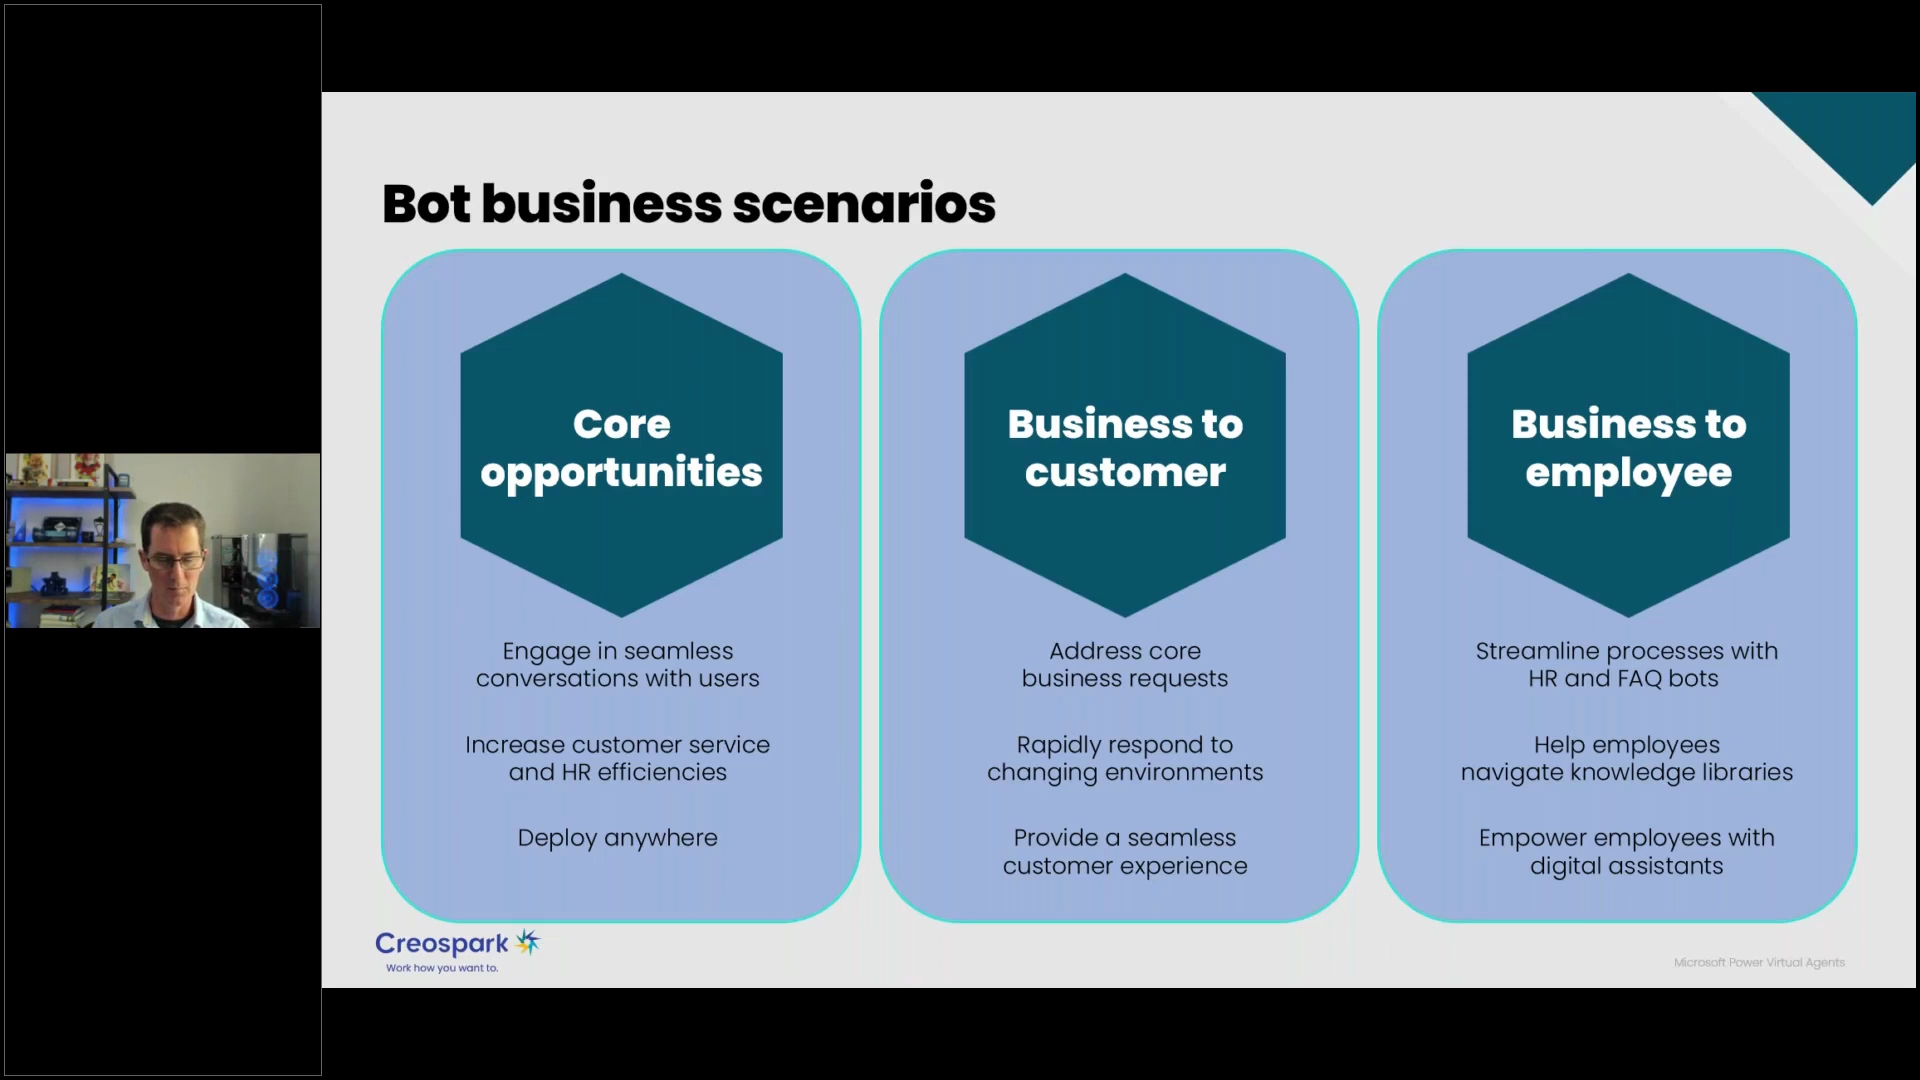 Bot business scenarios
Core
opportunities
Engage in seamless
conversations with users
Increase customer service
and HR efficiencies
Deploy anywhere
Business to
customer
Address core
business requests
Rapidly respond to
changing environments
Provide a seamless
customer experience
Business to
employee
Streamline processes with
HR and FAQ bots
Help employees
navigate knowledge libraries
Empower employees with
digital assistants
Creospark
Work how you want to.
Microsoft Power Virtual Agents